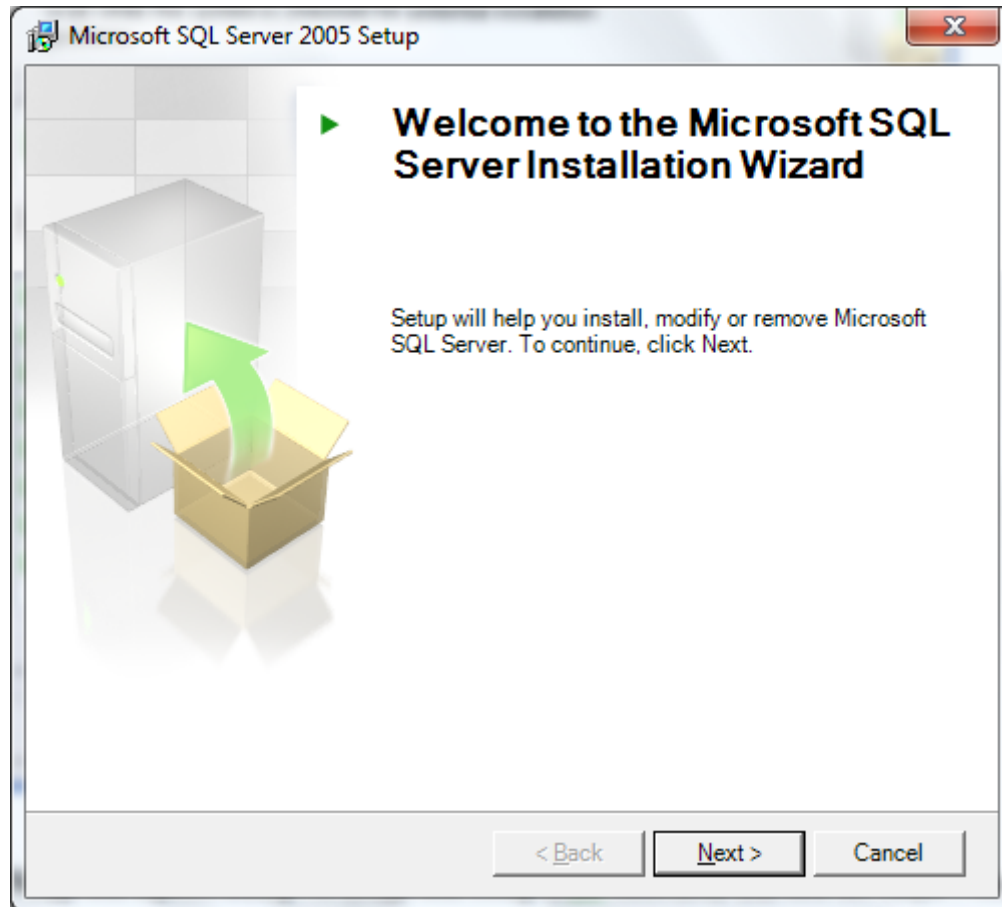 Microsoft SQL Server 2005 Setup
Welcome to the Microsoft SQL
Server Installation Wizard
Setup will help you install, modify or remove Microsoft
SQL Server. To continue, click Next.
< Back
Next >
Cancel